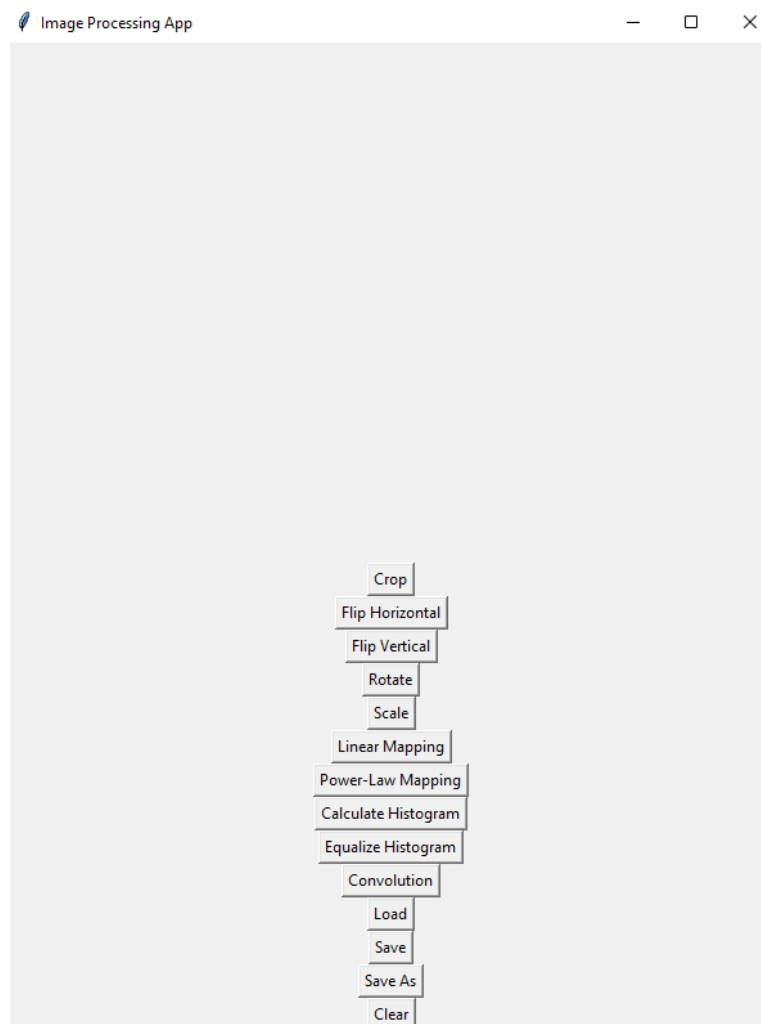 Image Processing App
Crop
Flip Horizontal
Flip Vertical
Rotate
Scale
Linear Mapping
Power-Law Mapping
Calculate Histogram
Equalize Histogram
Convolution
Load
Save
Save As
Clear